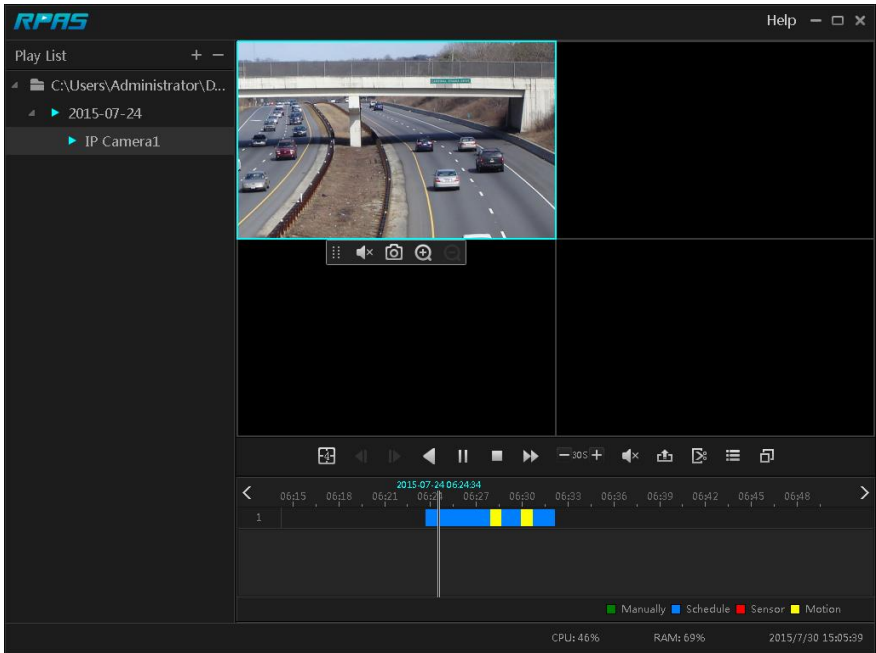 RPAS
Help
Play List + −
C:\Users\Administrator\D...
2015-07-24
IP Camera1
4
− 30S +
2015-07-24 06:24:34
06:15 06:18 06:21 06:24 06:27 06:30 06:33 06:36 06:39 06:42 06:45 06:48
1
Manually Schedule Sensor Motion
CPU: 46% RAM: 69% 2015/7/30 15:05:39